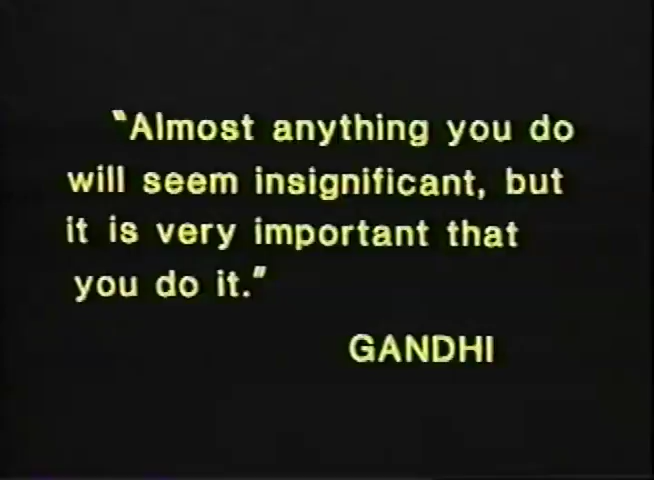 "Almost anything you do
will seem insignificant, but
it is very important that
you do it."
GANDHI